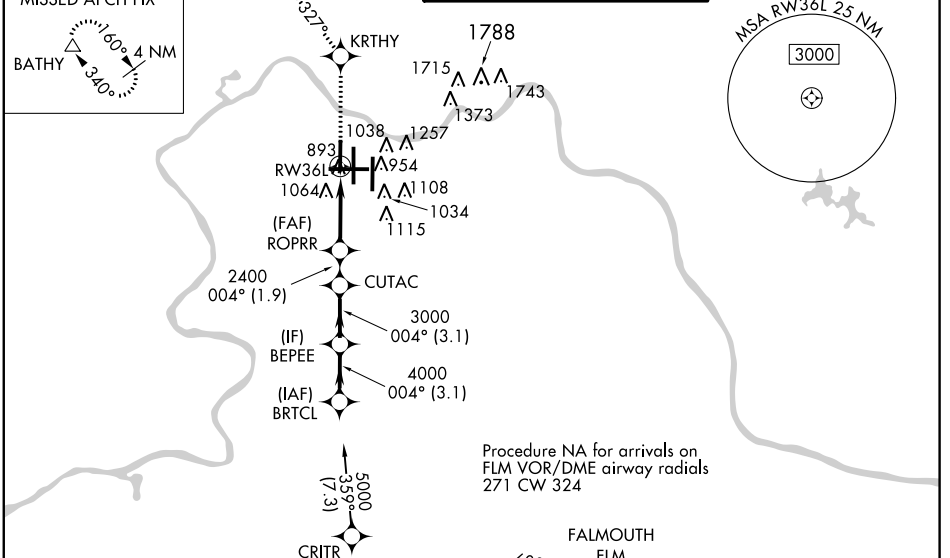 MISSED APCH FIX
160°
4 NM
BATHY
340°
327°
KRTHY
1788
1715
1743
1373
MSA RW36L 25 NM
3000
1038
1257
893
954
RW36L
1064
1108
1034
1115
(FAF)
ROPRR
2400
004° (1.9)
CUTAC
3000
004° (3.1)
(IF)
BEPEE
4000
004° (3.1)
(IAF)
BRTCL
5000
359°
(7.3)
CRITR
Procedure NA for arrivals on
FLM VOR/DME airway radials
271 CW 324
FALMOUTH
FLM